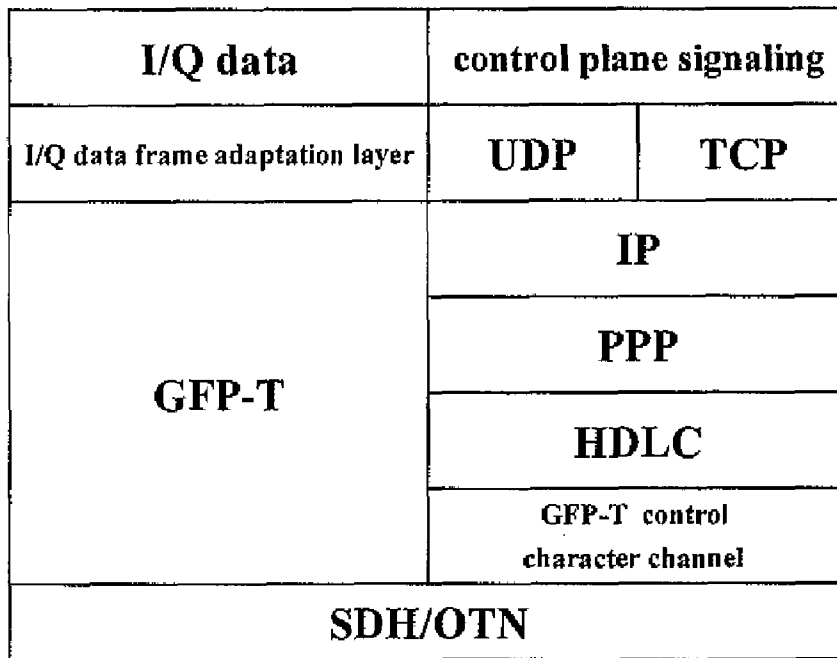 I/Q data
control plane signaling
I/Q data frame adaptation layer
UDP
TCP
IP
PPP
GFP-T
HDLC
GFP-T control
character channel
SDH/OTN